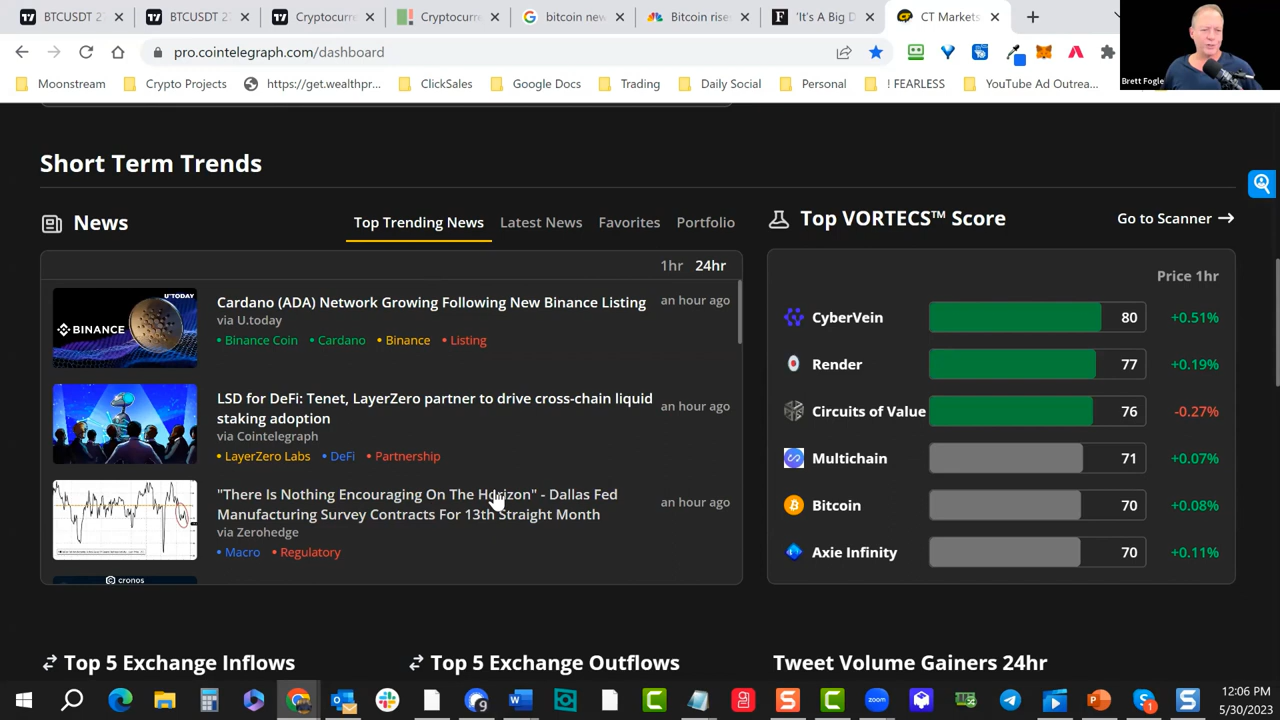 BTCUSDT 2
BTCUSDT 2
Cryptocurr
Cryptocurr
bitcoin new
Bitcoin rise
'It's A Big D
CT Markets
pro.cointelegraph.com/dashboard
Moonstream
Crypto Projects
https://get.wealthpr...
ClickSales
Google Docs
Trading
Daily Social
Personal
! FEARLESS
YouTube Ad Outrea...
Brett Fogle
Short Term Trends
News
Top Trending News
Latest News
Favorites
Portfolio
1hr
24hr
U.TODAY
BINANCE
Cardano (ADA) Network Growing Following New Binance Listing
an hour ago
via U.today
• Binance Coin • Cardano • Binance • Listing
LSD for DeFi: Tenet, LayerZero partner to drive cross-chain liquid
staking adoption
an hour ago
via Cointelegraph
• LayerZero Labs • DeFi • Partnership
"There Is Nothing Encouraging On The Horizon" - Dallas Fed
Manufacturing Survey Contracts For 13th Straight Month
an hour ago
via Zerohedge
• Macro • Regulatory
cronos
Top VORTECS™ Score
Go to Scanner →
Price 1hr
CyberVein 80 +0.51%
Render 77 +0.19%
Circuits of Value 76 -0.27%
Multichain 71 +0.07%
Bitcoin 70 +0.08%
Axie Infinity 70 +0.11%
Top 5 Exchange Inflows
Top 5 Exchange Outflows
Tweet Volume Gainers 24hr
12:06 PM
5/30/2023